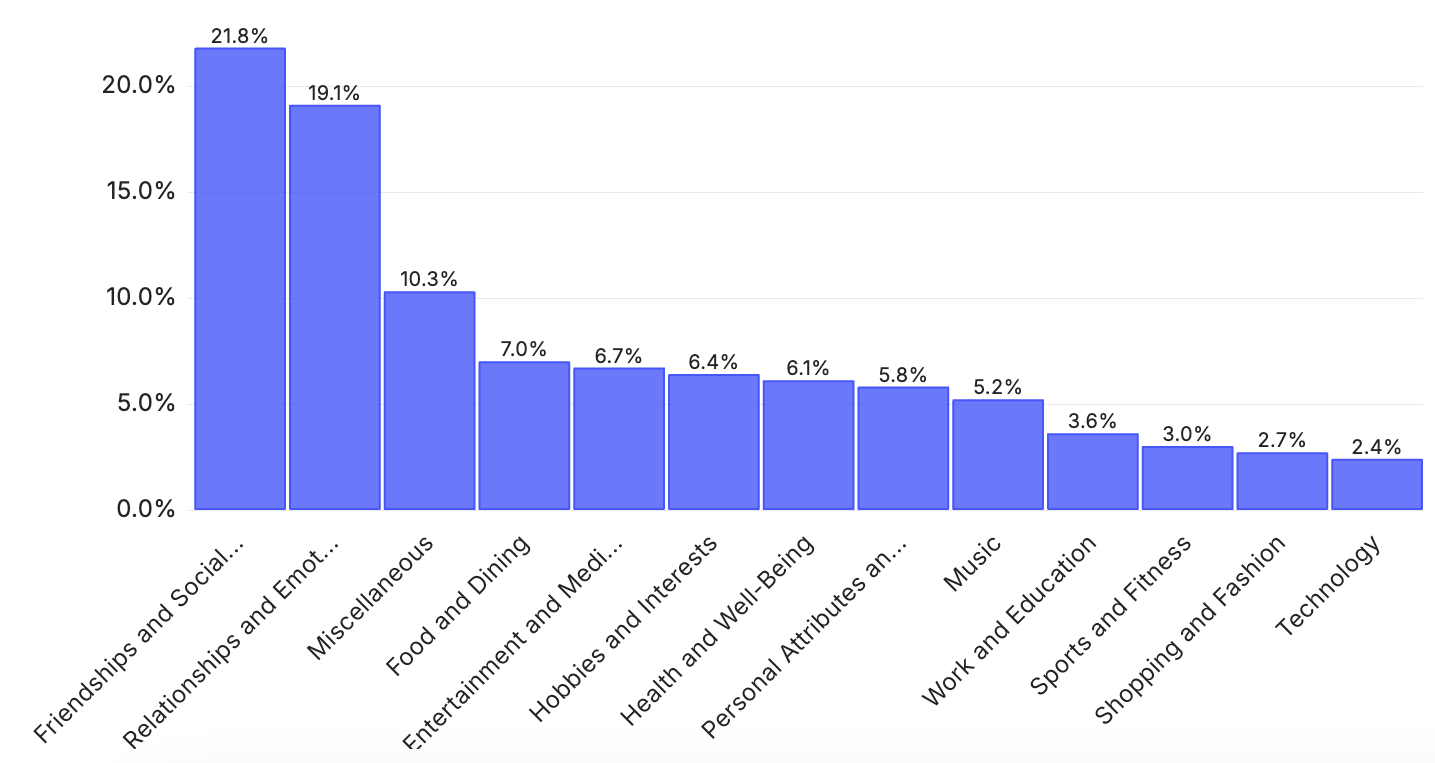 21.8%
20.0%
19.1%
15.0%
10.3%
10.0%
7.0%
6.7%
6.4%
6.1%
5.8%
5.2%
5.0%
3.6%
3.0%
2.7%
2.4%
0.0%
Friendships and Social...
Relationships and Emot...
Miscellaneous
Food and Dining
Entertainment and Medi...
Hobbies and Interests
Health and Well-Being
Personal Attributes an...
Music
Work and Education
Sports and Fitness
Shopping and Fashion
Technology